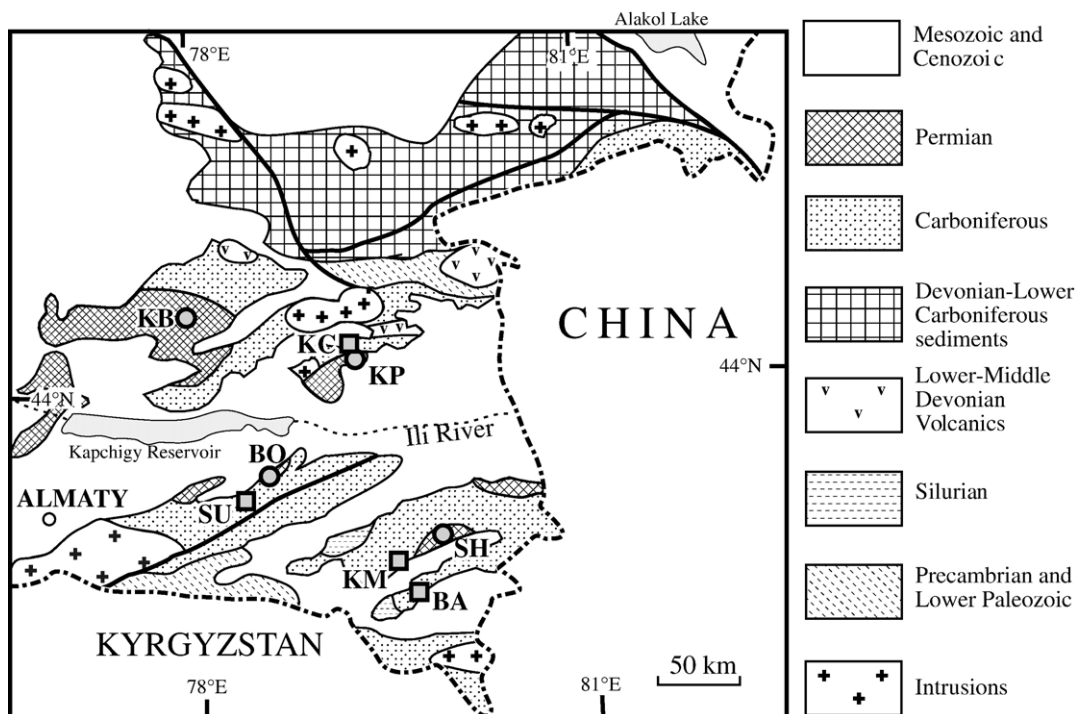 Alakol Lake
78°E
81°E
CHINA
KB
KC
KP
44°N
44°N
Ili River
Kapchigy Reservoir
BO
ALMATY
SU
SH
KM
BA
KYRGYZSTAN
50 km
78°E
81°E
Mesozoic and
Cenozoic
Permian
Carboniferous
Devonian-Lower
Carboniferous
sediments
v v
v
Lower-Middle
Devonian
Volcanics
Silurian
Precambrian and
Lower Paleozoic
Intrusions